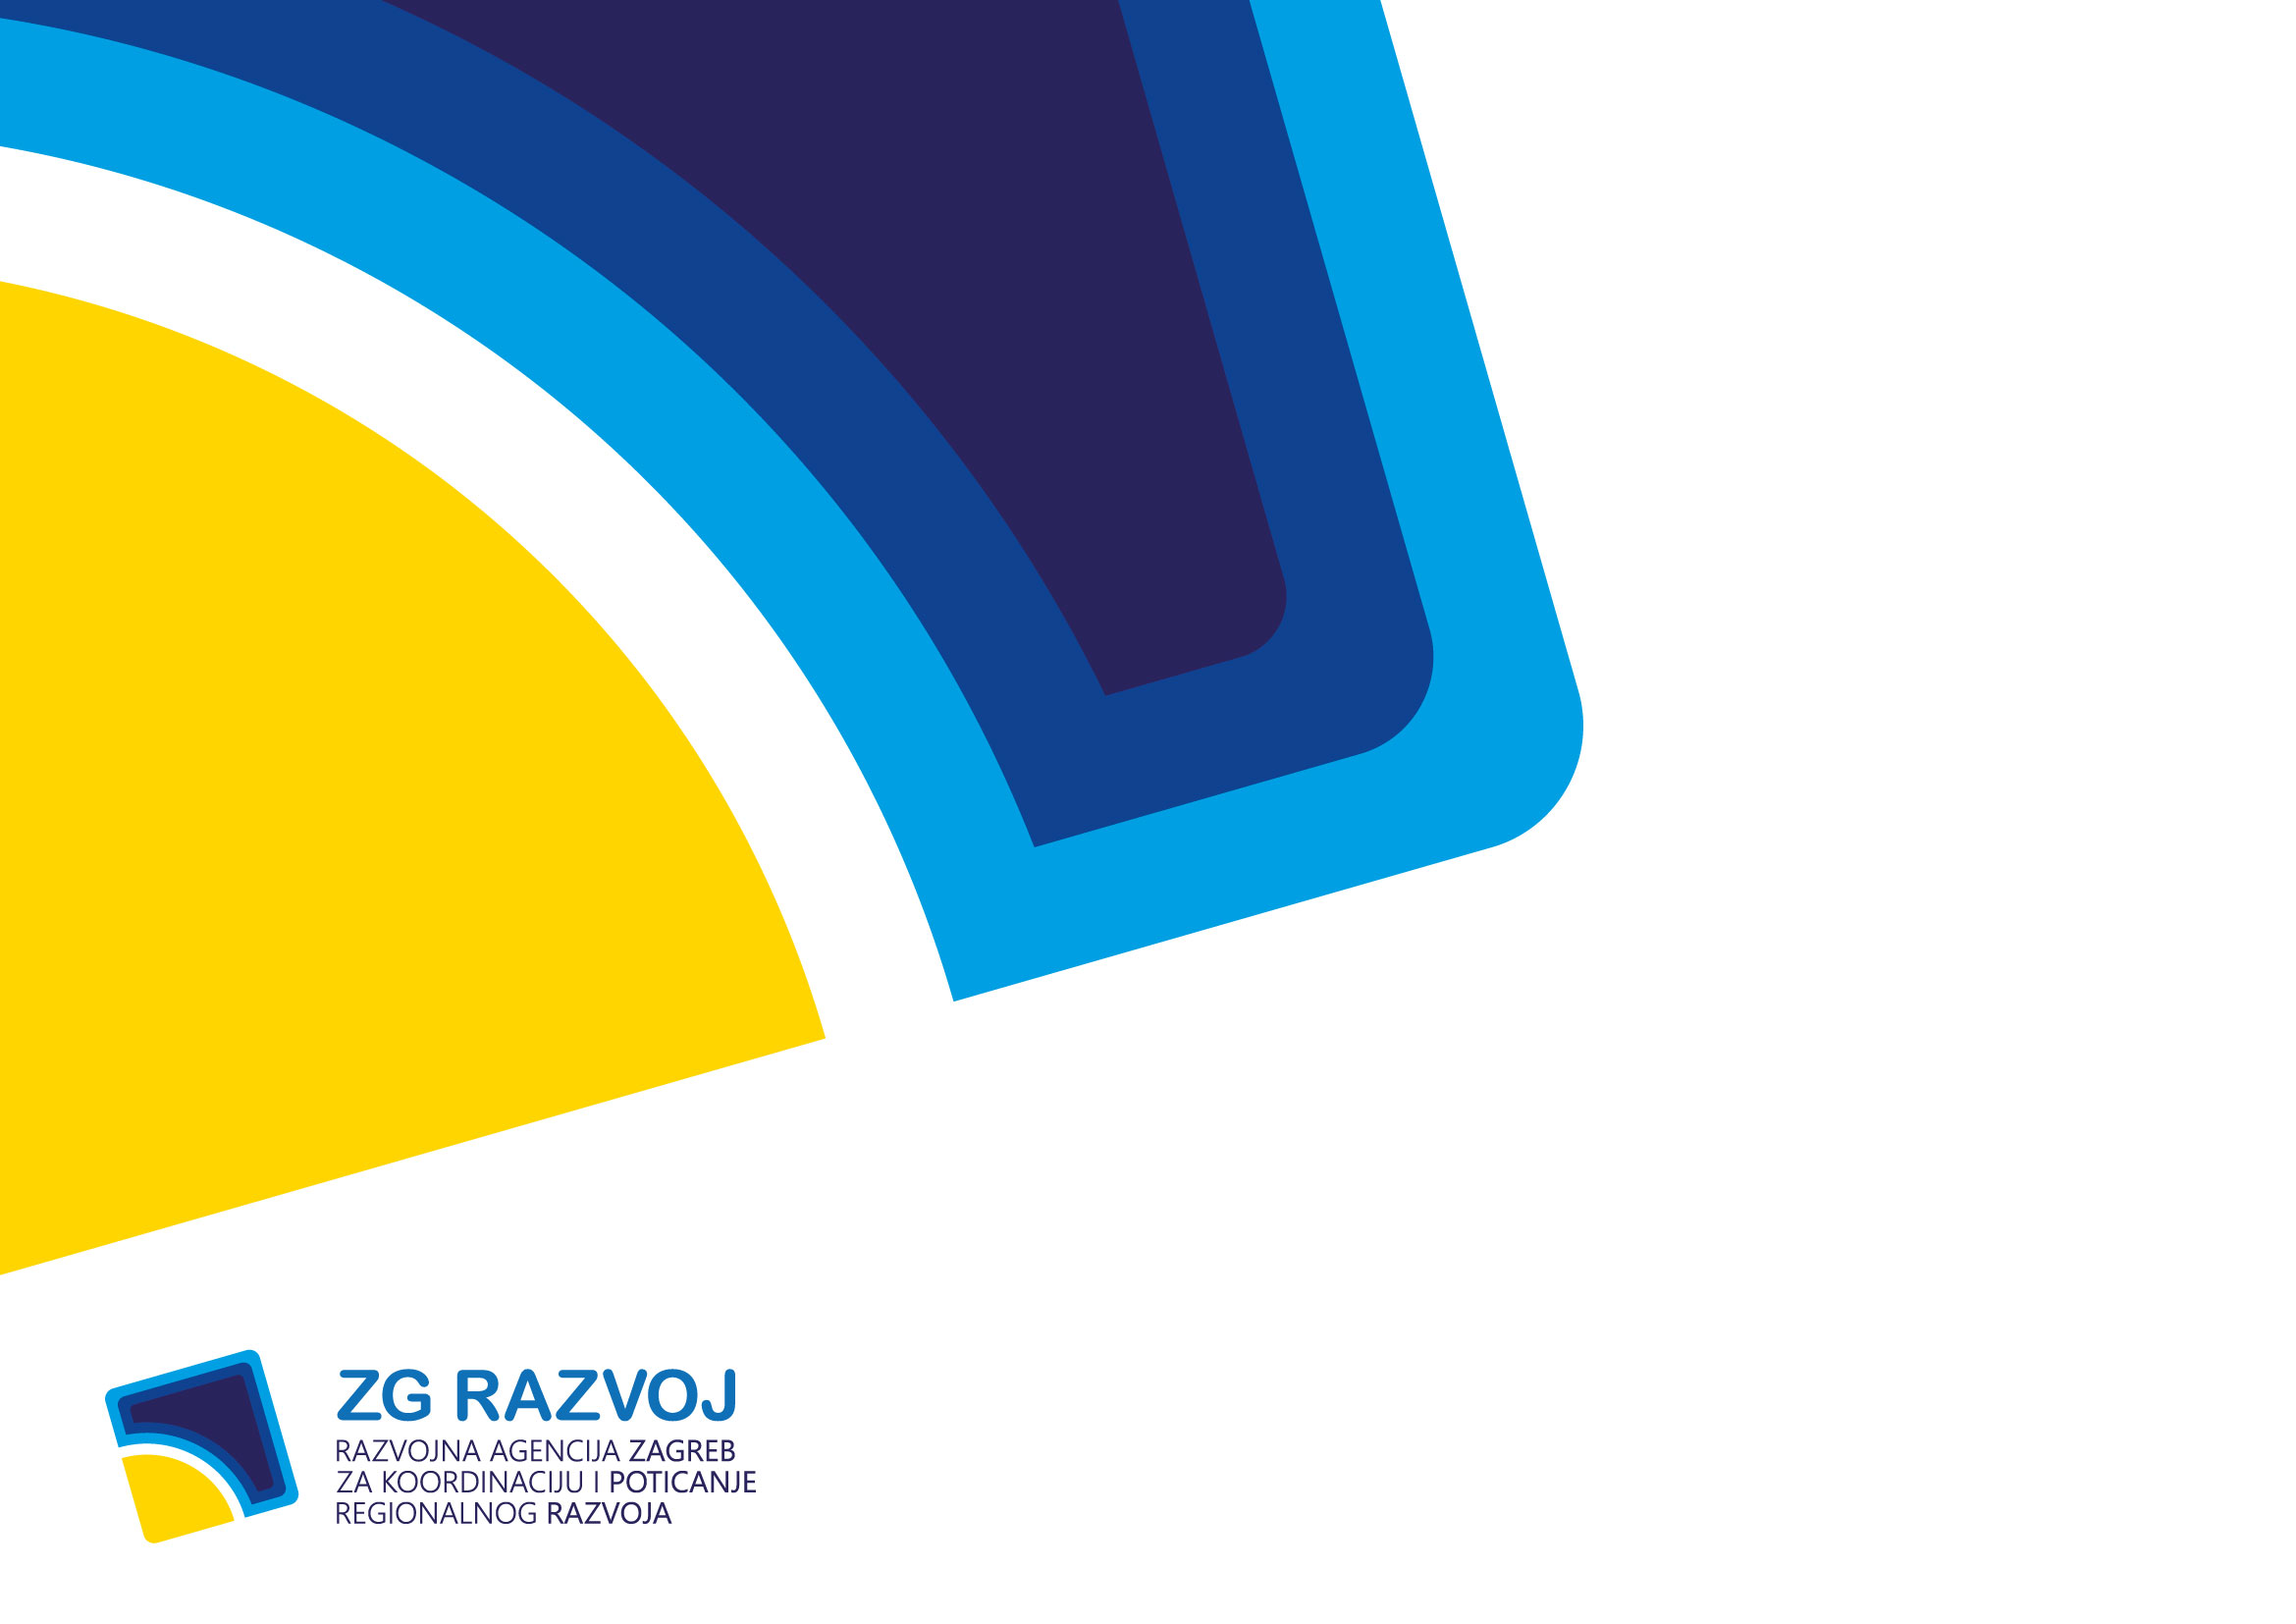 ZG RAZVOJ
RAZVOJNA AGENCIJA ZAGREB
ZA KOORDINACIJU I POTICANJE
REGIONALNOG RAZVOJA